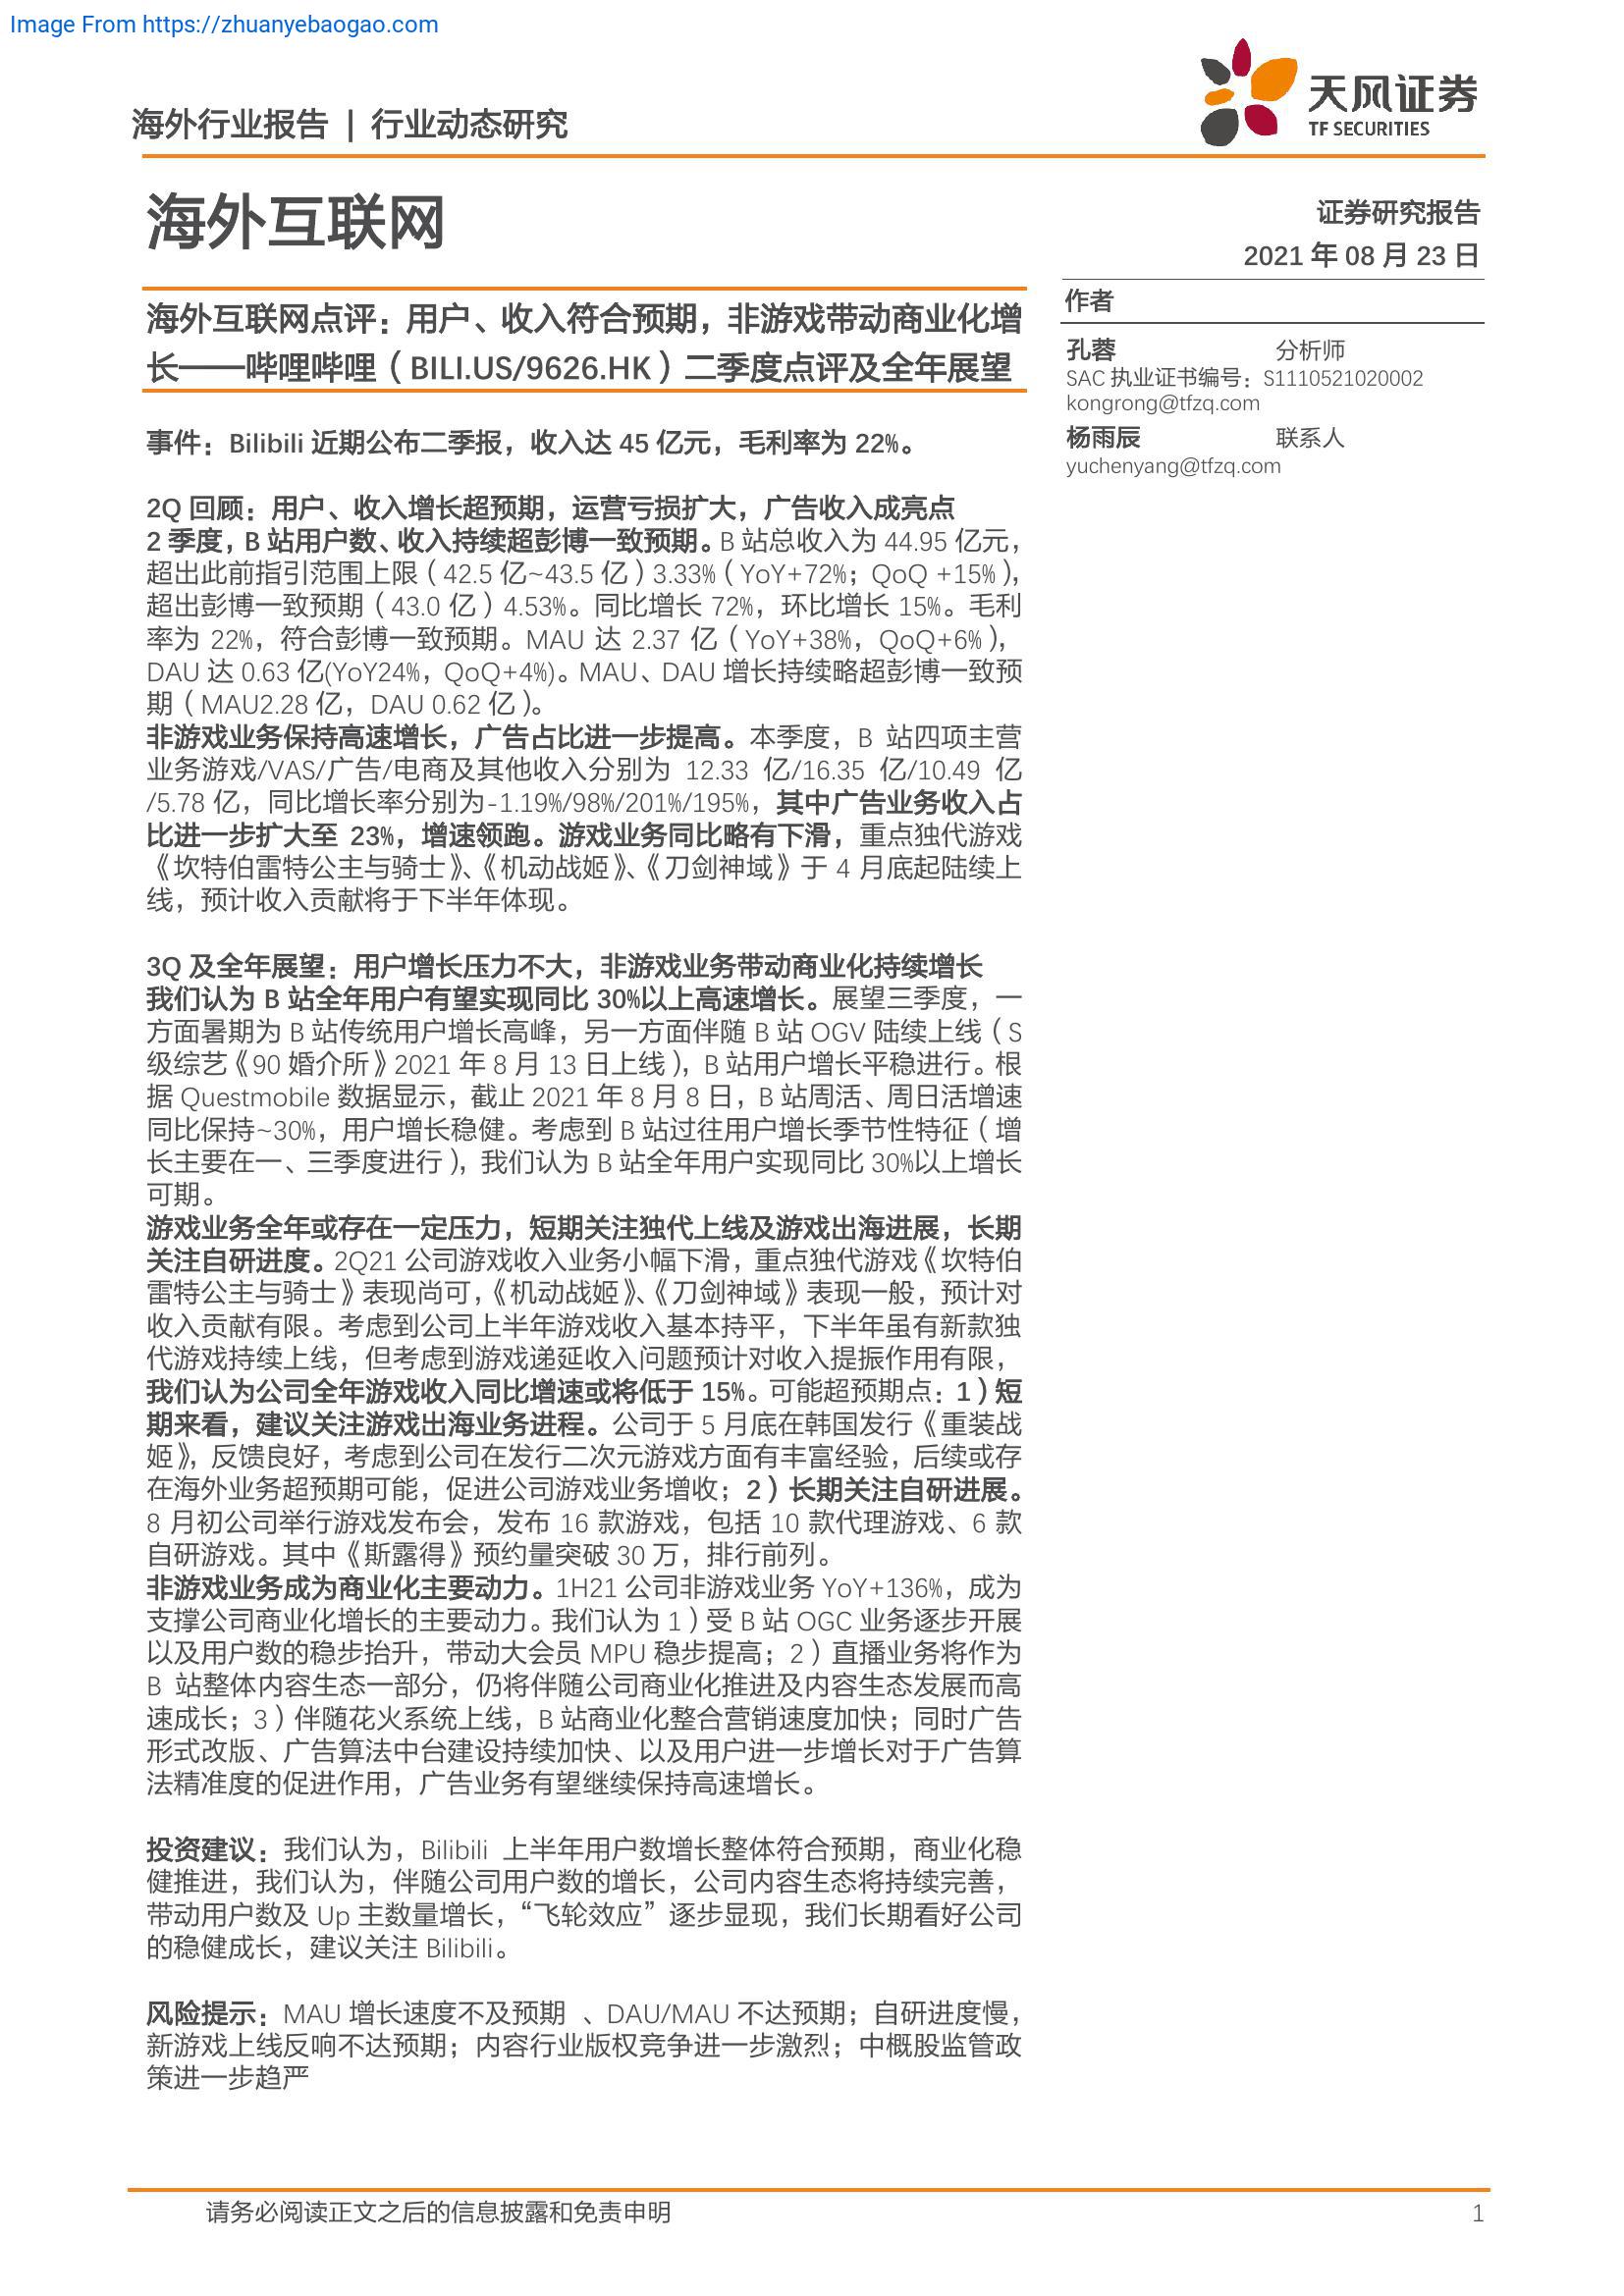 Image From https://zhuanyebaogao.com
海外行业报告 | 行业动态研究
天风证券
TF SECURITIES
海外互联网
证券研究报告
2021 年 08 月 23 日
作者
孔蓉 分析师
SAC 执业证书编号：S1110521020002
kongrong@tfzq.com
杨雨辰 联系人
yuchenyang@tfzq.com
海外互联网点评：用户、收入符合预期，非游戏带动商业化增
长——哔哩哔哩（BILI.US/9626.HK）二季度点评及全年展望
事件：Bilibili 近期公布二季报，收入达 45 亿元，毛利率为 22%。
2Q 回顾：用户、收入增长超预期，运营亏损扩大，广告收入成亮点
2 季度，B 站用户数、收入持续超彭博一致预期。B 站总收入为 44.95 亿元，
超出此前指引范围上限（42.5 亿~43.5 亿）3.33%（YoY+72%；QoQ +15%），
超出彭博一致预期（43.0 亿）4.53%。同比增长 72%，环比增长 15%。毛利
率为 22%，符合彭博一致预期。MAU 达 2.37 亿（YoY+38%，QoQ+6%），
DAU 达 0.63 亿(YoY24%，QoQ+4%)。MAU、DAU 增长持续略超彭博一致预
期（MAU2.28 亿，DAU 0.62 亿）。
非游戏业务保持高速增长，广告占比进一步提高。本季度，B 站四项主营
业务游戏/VAS/广告/电商及其他收入分别为 12.33 亿/16.35 亿/10.49 亿
/5.78 亿，同比增长率分别为-1.19%/98%/201%/195%，其中广告业务收入占
比进一步扩大至 23%，增速领跑。游戏业务同比略有下滑，重点独代游戏
《坎特伯雷特公主与骑士》、《机动战姬》、《刀剑神域》于 4 月底起陆续上
线，预计收入贡献将于下半年体现。
3Q 及全年展望：用户增长压力不大，非游戏业务带动商业化持续增长
我们认为 B 站全年用户有望实现同比 30%以上高速增长。展望三季度，一
方面暑期为 B 站传统用户增长高峰，另一方面伴随 B 站 OGV 陆续上线（S
级综艺《90 婚介所》2021 年 8 月 13 日上线），B 站用户增长平稳进行。根
据 Questmobile 数据显示，截止 2021 年 8 月 8 日，B 站周活、周日活增速
同比保持~30%，用户增长稳健。考虑到 B 站过往用户增长季节性特征（增
长主要在一、三季度进行），我们认为 B 站全年用户实现同比 30%以上增长
可期。
游戏业务全年或存在一定压力，短期关注独代上线及游戏出海进展，长期
关注自研进度。2Q21 公司游戏收入业务小幅下滑，重点独代游戏《坎特伯
雷特公主与骑士》表现尚可，《机动战姬》、《刀剑神域》表现一般，预计对
收入贡献有限。考虑到公司上半年游戏收入基本持平，下半年虽有新款独
代游戏持续上线，但考虑到游戏递延收入问题预计对收入提振作用有限，
我们认为公司全年游戏收入同比增速或将低于 15%。可能超预期点：1）短
期来看，建议关注游戏出海业务进程。公司于 5 月底在韩国发行《重装战
姬》，反馈良好，考虑到公司在发行二次元游戏方面有丰富经验，后续或存
在海外业务超预期可能，促进公司游戏业务增收；2）长期关注自研进展。
8 月初公司举行游戏发布会，发布 16 款游戏，包括 10 款代理游戏、6 款
自研游戏。其中《斯露得》预约量突破 30 万，排行前列。
非游戏业务成为商业化主要动力。1H21 公司非游戏业务 YoY+136%，成为
支撑公司商业化增长的主要动力。我们认为 1）受 B 站 OGC 业务逐步开展
以及用户数的稳步抬升，带动大会员 MPU 稳步提高；2）直播业务将作为
B 站整体内容生态一部分，仍将伴随公司商业化推进及内容生态发展而高
速成长；3）伴随花火系统上线，B 站商业化整合营销速度加快；同时广告
形式改版、广告算法中台建设持续加快、以及用户进一步增长对于广告算
法精准度的促进作用，广告业务有望继续保持高速增长。
投资建议：我们认为，Bilibili 上半年用户数增长整体符合预期，商业化稳
健推进，我们认为，伴随公司用户数的增长，公司内容生态将持续完善，
带动用户数及 Up 主数量增长，“飞轮效应”逐步显现，我们长期看好公司
的稳健成长，建议关注 Bilibili。
风险提示：MAU 增长速度不及预期 、DAU/MAU 不达预期；自研进度慢，
新游戏上线反响不达预期；内容行业版权竞争进一步激烈；中概股监管政
策进一步趋严
请务必阅读正文之后的信息披露和免责申明 1